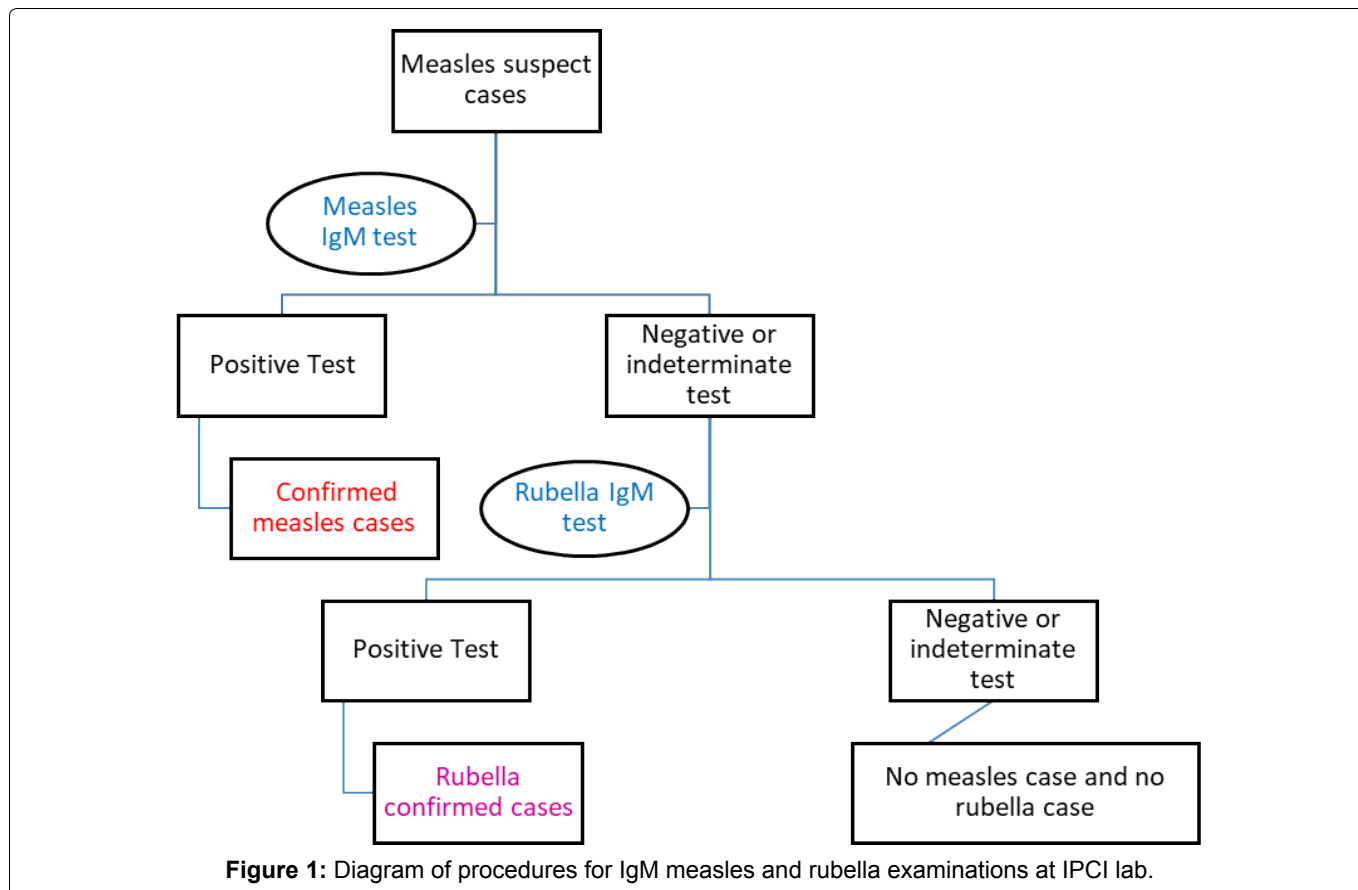 Measles suspect
cases
Measles
IgM test
Positive Test
Negative or
indeterminate
test
Confirmed
measles cases
Rubella IgM
test
Positive Test
Negative or
indeterminate
test
Rubella
confirmed cases
No measles case and no
rubella case
Figure 1: Diagram of procedures for IgM measles and rubella examinations at IPCI lab.